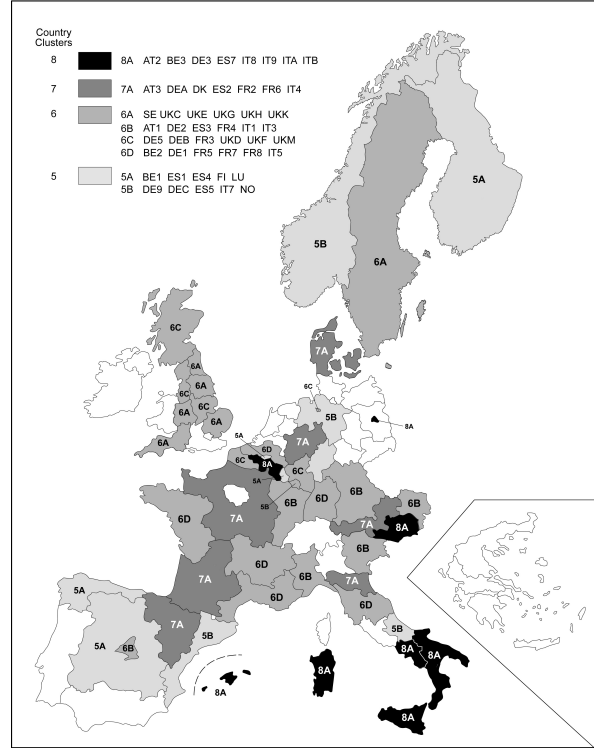 Country
Clusters
8 8A AT2 BE3 DE3 ES7 IT8 IT9 ITA ITB
7 7A AT3 DEA DK ES2 FR2 FR6 IT4
6 6A SE UKC UKE UKG UKH UKK
6B AT1 DE2 ES3 FR4 IT1 IT3
6C DE5 DEB FR3 UKD UKF UKM
6D BE2 DE1 FR5 FR7 FR8 IT5
5 5A BE1 ES1 ES4 FI LU
5B DE9 DEC ES5 IT7 NO
5A
5B
6A
6C
7A
6A
6C
6A
6C
5B
6A
6C
6A
8A
6A
5A
7A
6D
6C
8A
6C
5A
6B
6D
6B
6B
5B
6D
7A
7A
8A
6B
6D
6B
7A
7A
6D
6D
5A
7A
5B
5B
5A
6B
8A
8A
8A
8A
8A